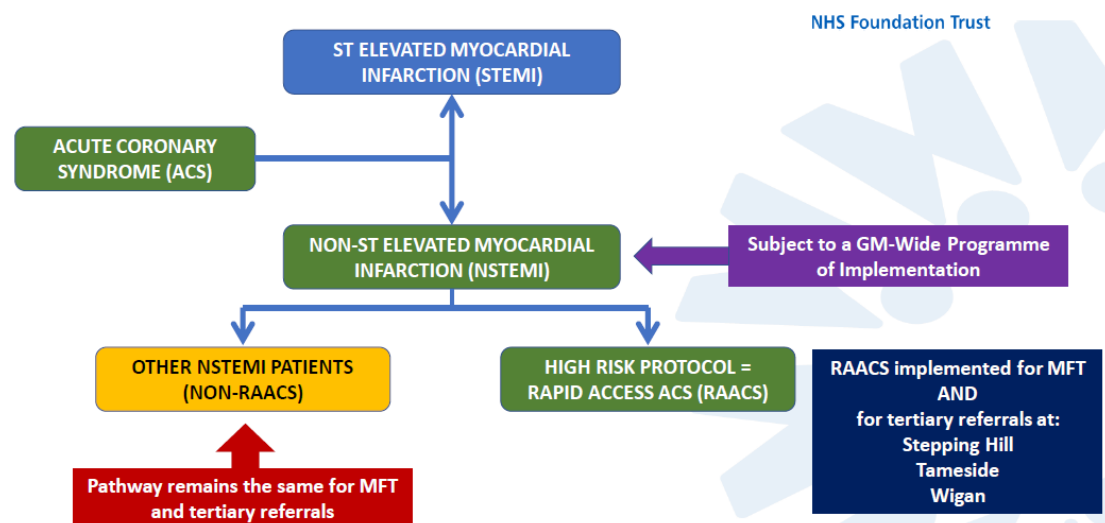 NHS Foundation Trust
ST ELEVATED MYOCARDIAL
INFARCTION (STEMI)
ACUTE CORONARY
SYNDROME (ACS)
NON-ST ELEVATED MYOCARDIAL
INFARCTION (NSTEMI)
Subject to a GM-Wide Programme
of Implementation
OTHER NSTEMI PATIENTS
(NON-RAACS)
HIGH RISK PROTOCOL =
RAPID ACCESS ACS (RAACS)
RAACS implemented for MFT
AND
for tertiary referrals at:
Stepping Hill
Tameside
Wigan
Pathway remains the same for MFT
and tertiary referrals